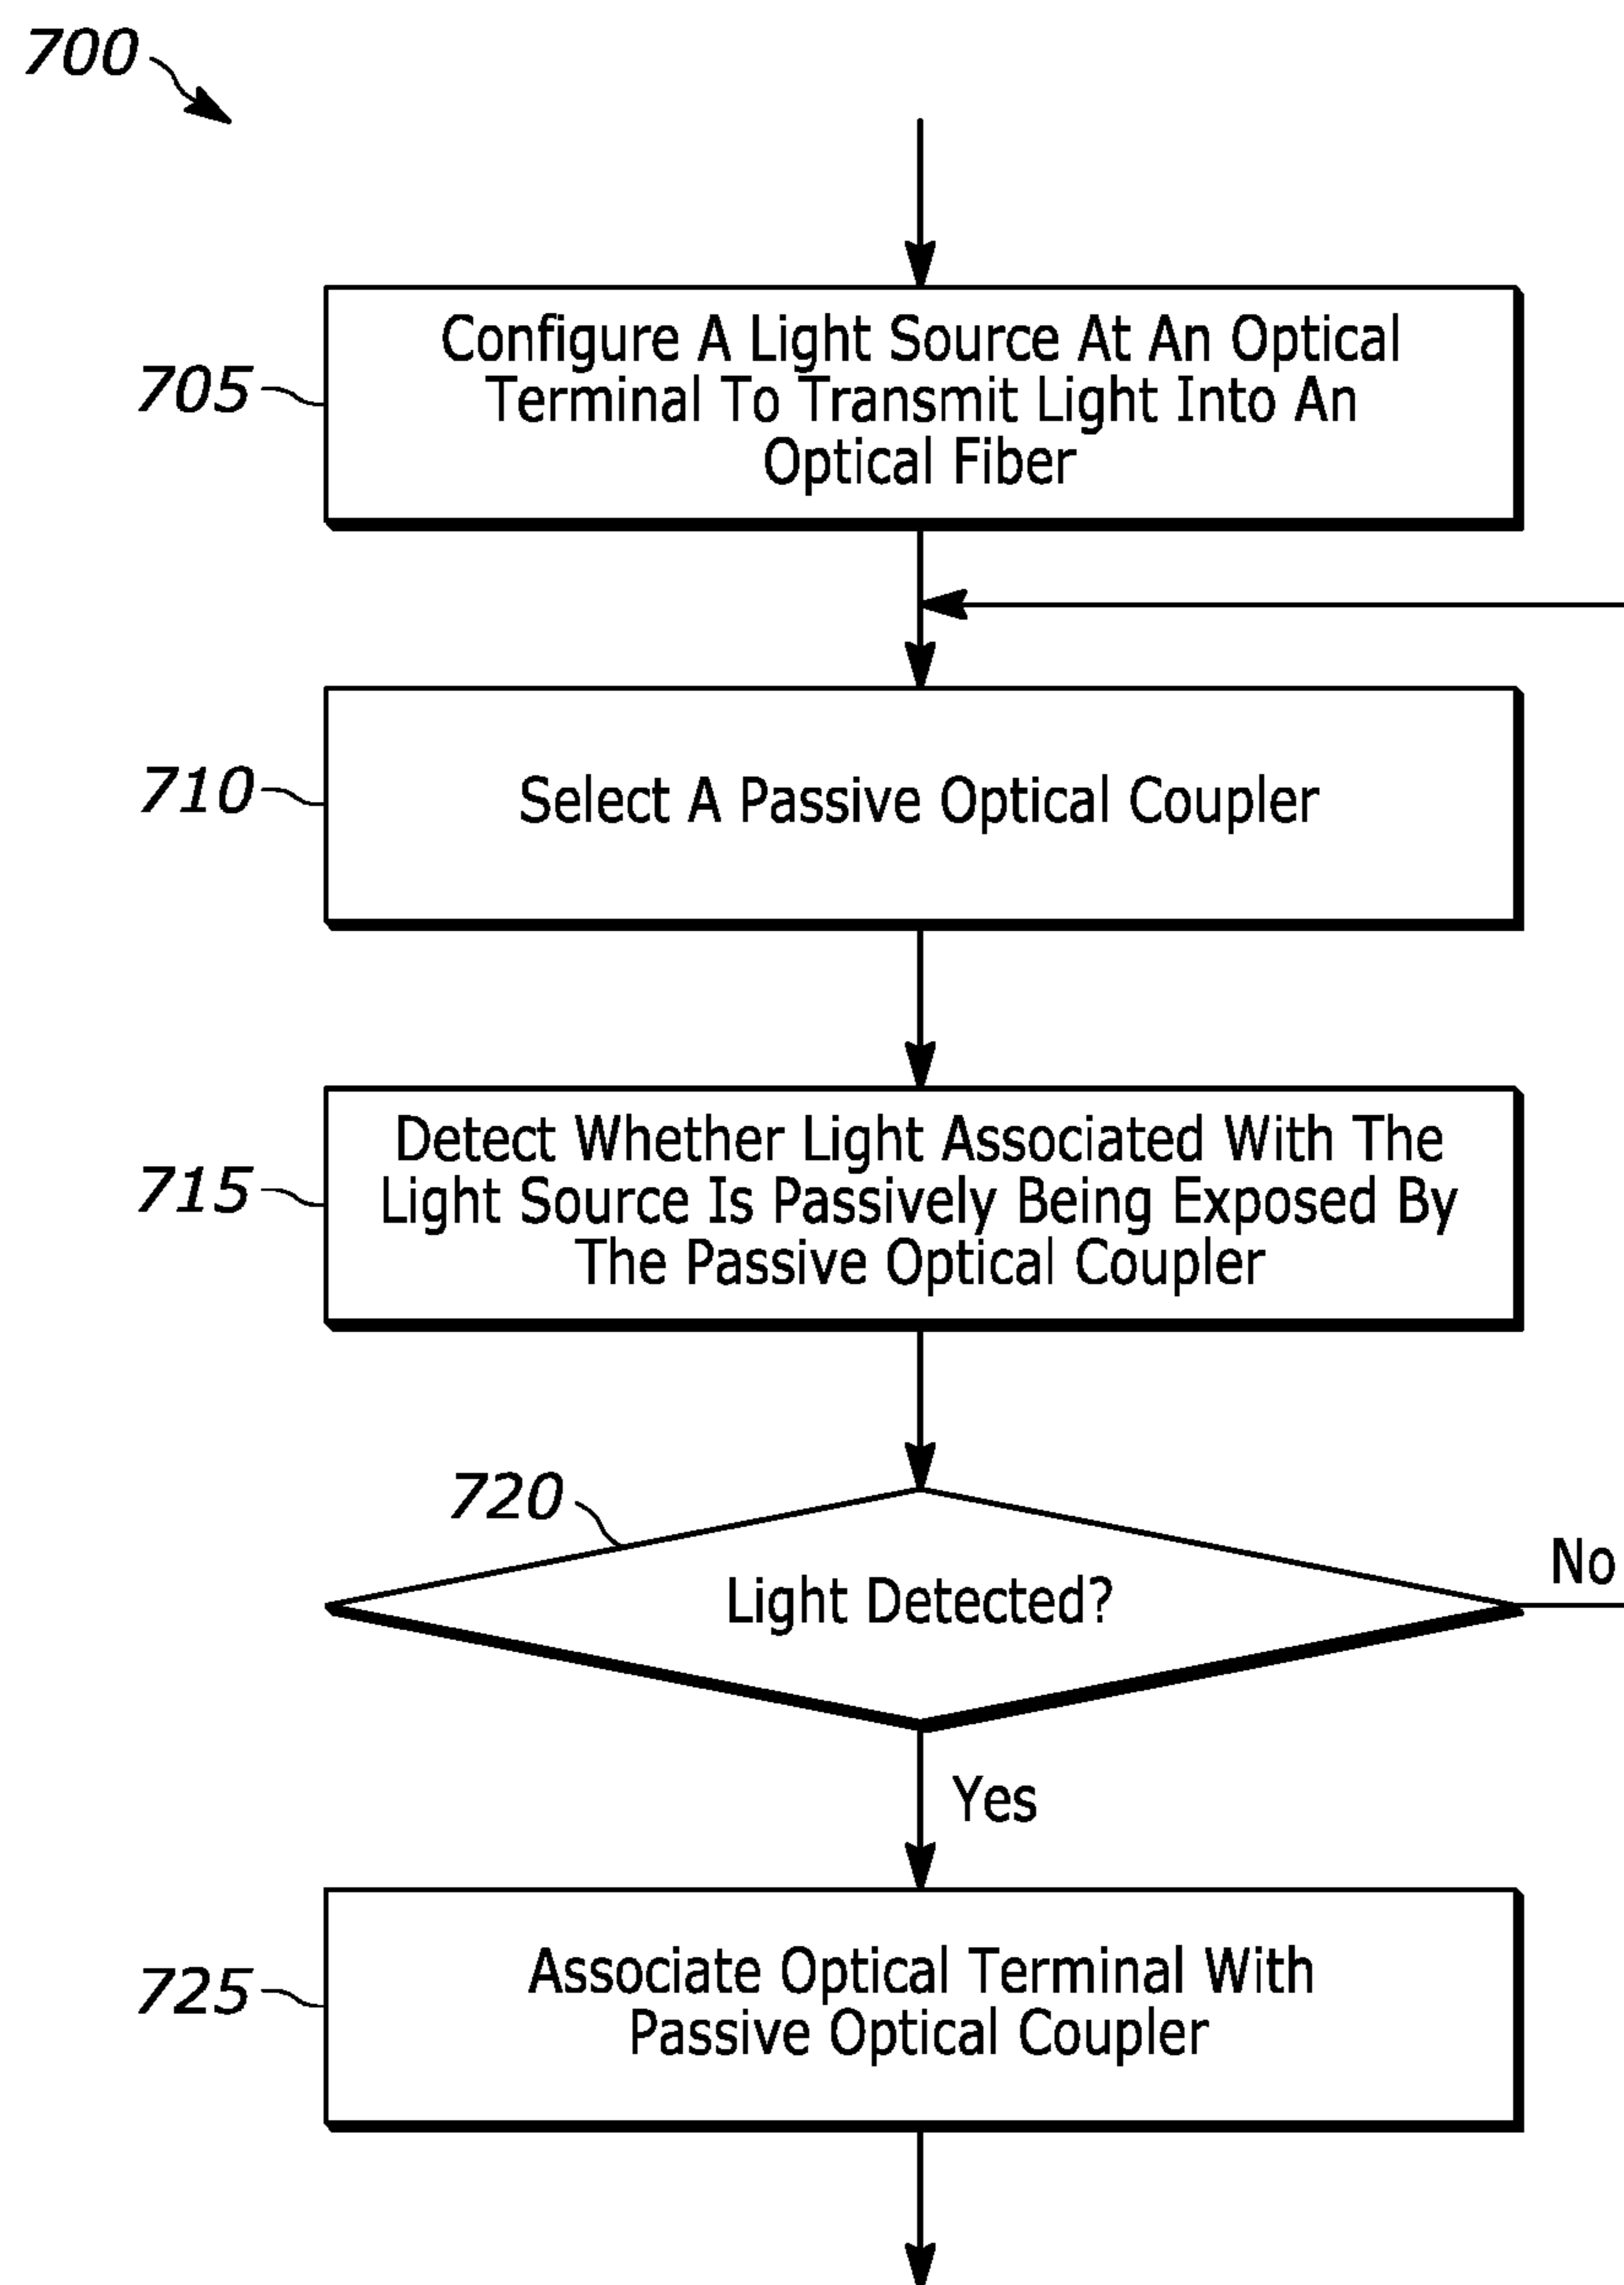 700
705
Configure A Light Source At An Optical
Terminal To Transmit Light Into An
Optical Fiber
710
Select A Passive Optical Coupler
715
Detect Whether Light Associated With The
Light Source Is Passively Being Exposed By
The Passive Optical Coupler
720
Light Detected?
No
Yes
725
Associate Optical Terminal With
Passive Optical Coupler